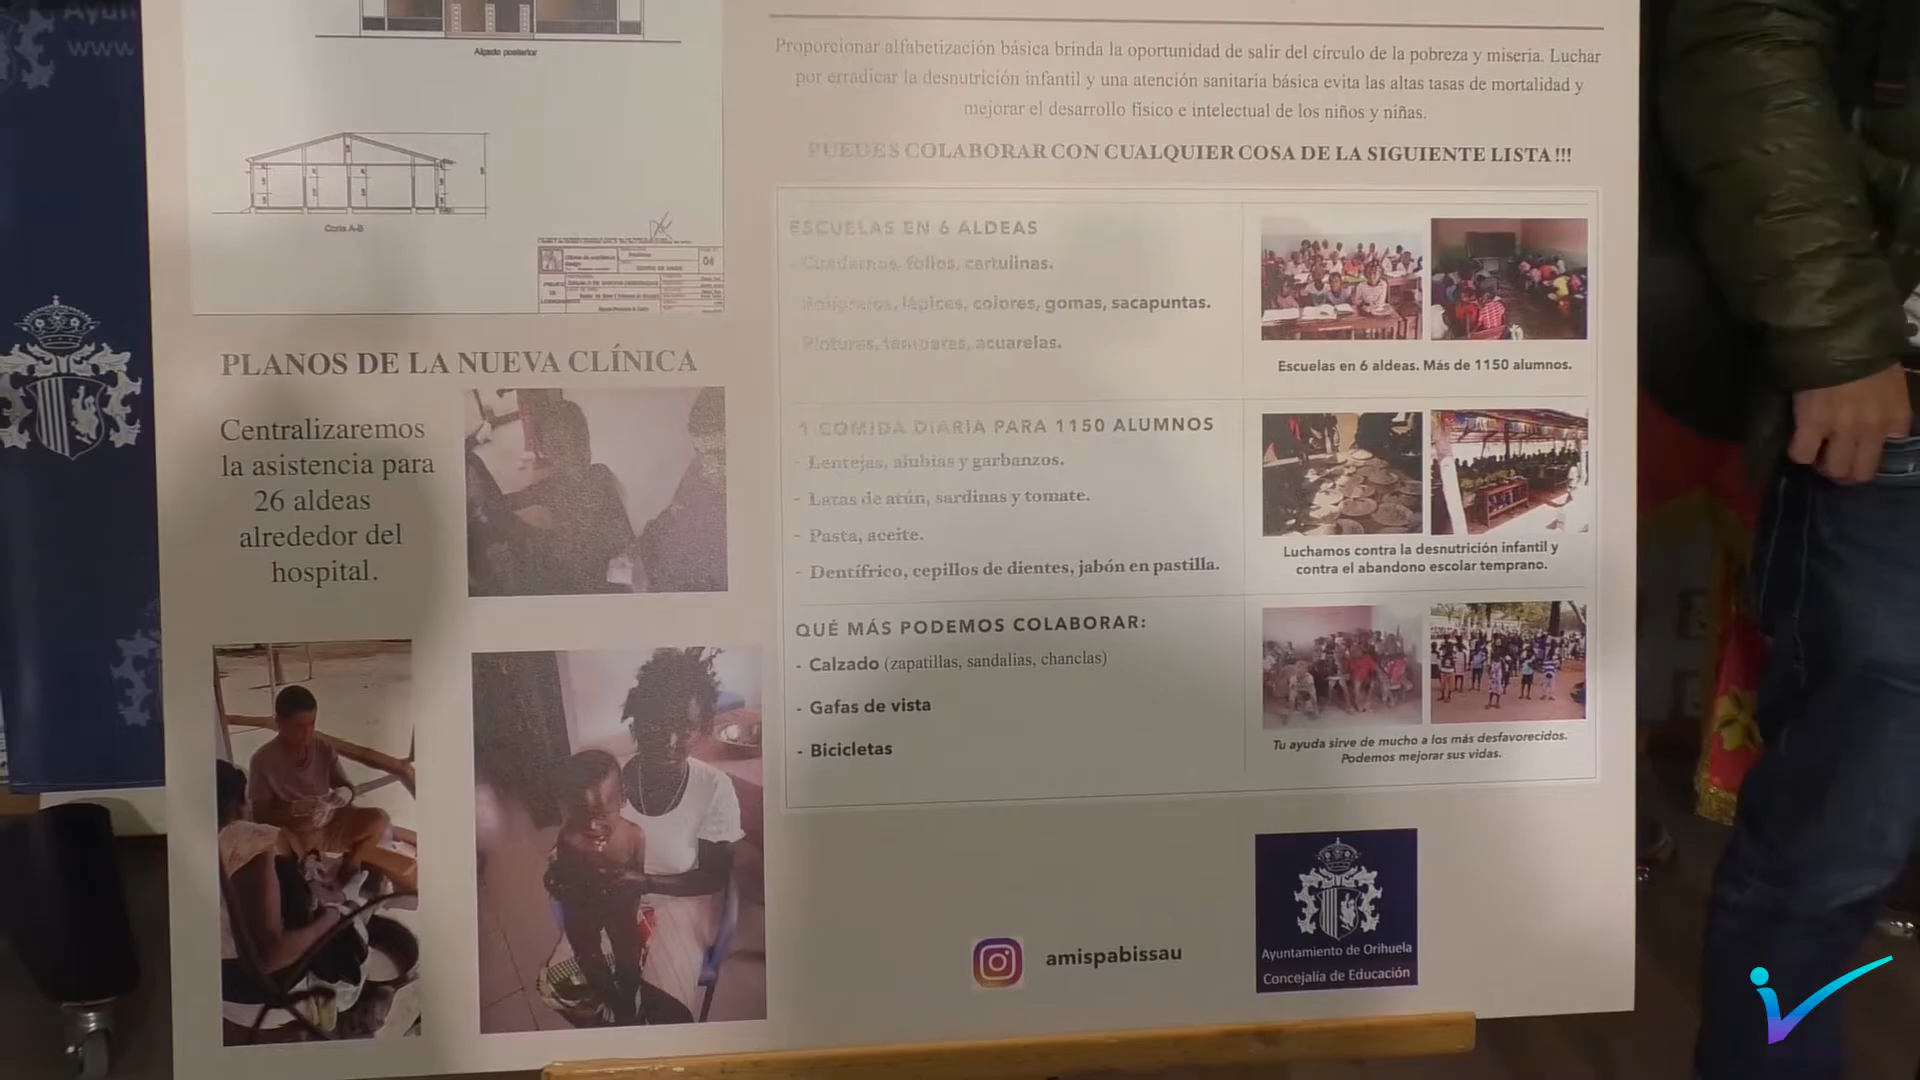 www
Alçado posterior
Corte A-B
04
PLANOS DE LA NUEVA CLÍNICA
Centralizaremos
la asistencia para
26 aldeas
alrededor del
hospital.
Proporcionar alfabetización básica brinda la oportunidad de salir del círculo de la pobreza y miseria. Luchar
por erradicar la desnutrición infantil y una atención sanitaria básica evita las altas tasas de mortalidad y
mejorar el desarrollo físico e intelectual de los niños y niñas.
PUEDES COLABORAR CON CUALQUIER COSA DE LA SIGUIENTE LISTA!!!
ESCUELAS EN 6 ALDEAS
- Cuadernos, folios, cartulinas.
- Bolígrafos, lápices, colores, gomas, sacapuntas.
- Pinturas, temperas, acuarelas.
Escuelas en 6 aldeas. Más de 1150 alumnos.
1 COMIDA DIARIA PARA 1150 ALUMNOS
- Lentejas, alubias y garbanzos.
- Latas de atún, sardinas y tomate.
- Pasta, aceite.
- Dentífrico, cepillos de dientes, jabón en pastilla.
Luchamos contra la desnutrición infantil y
contra el abandono escolar temprano.
QUÉ MÁS PODEMOS COLABORAR:
- Calzado (zapatillas, sandalias, chanclas)
- Gafas de vista
- Bicicletas
Tu ayuda sirve de mucho a los más desfavorecidos.
Podemos mejorar sus vidas.
amispabissau
Ayuntamiento de Orihuela
Concejalía de Educación